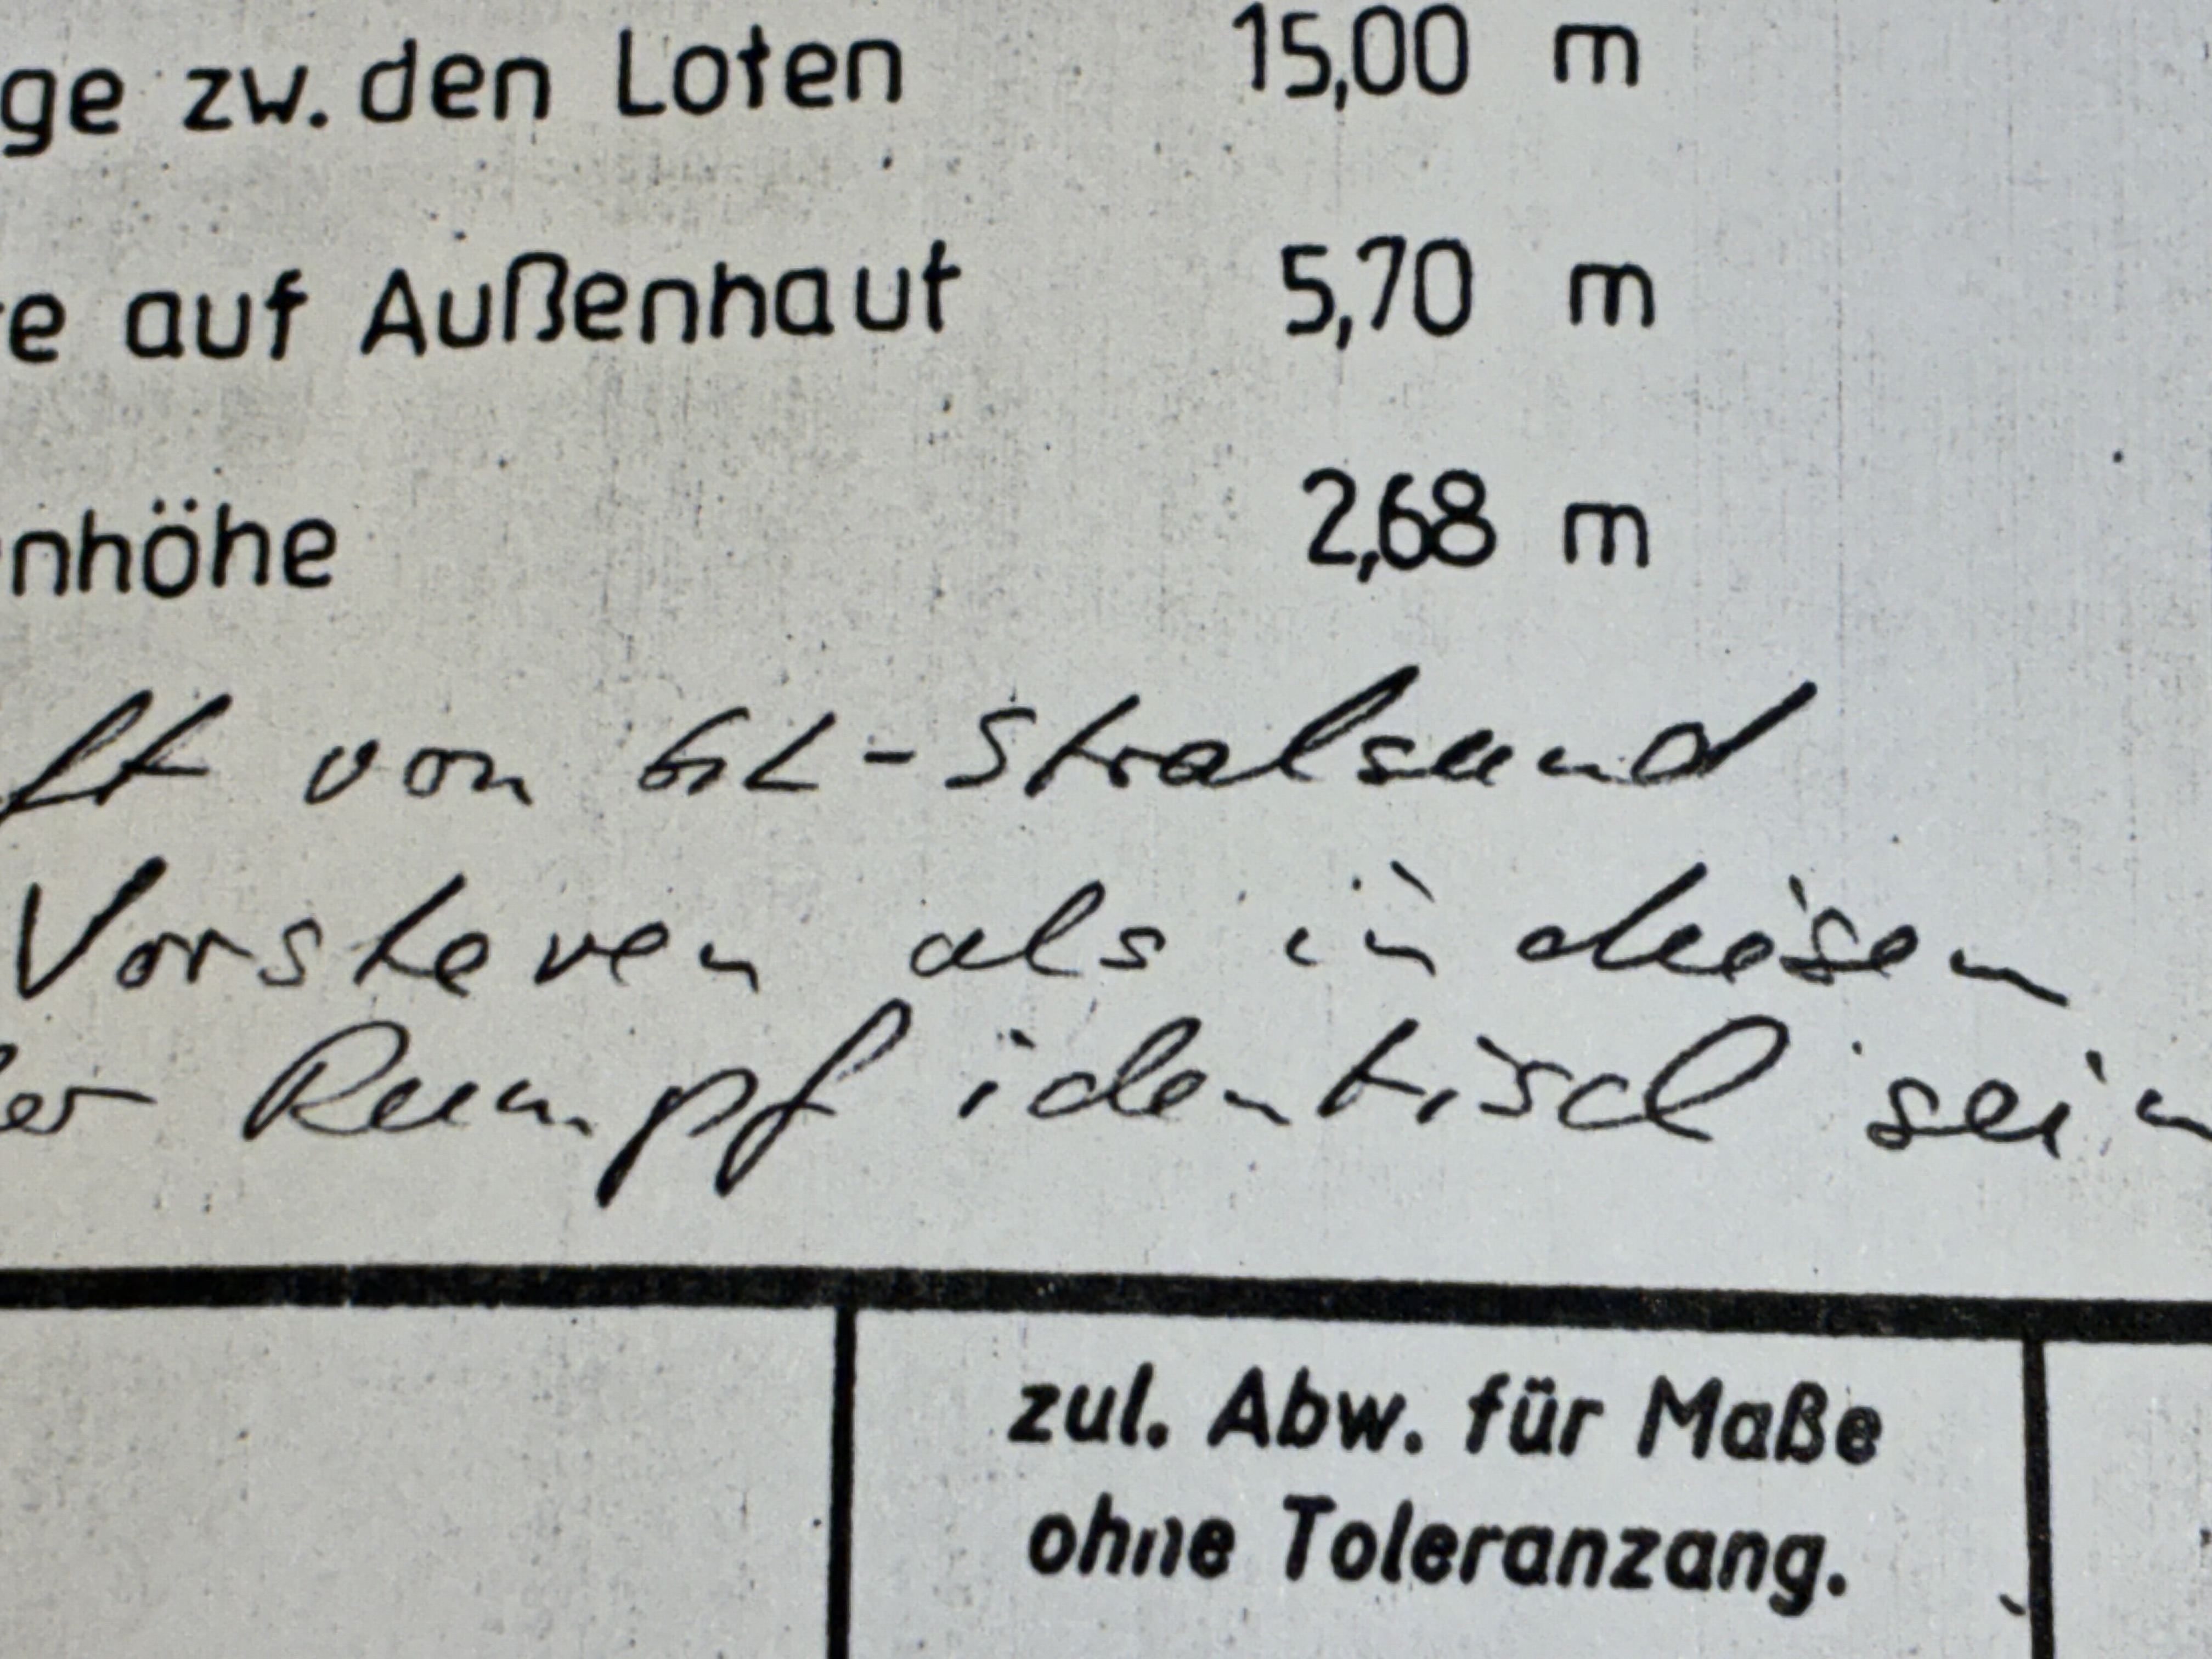 ge zw. den Loten 15,00 m
e auf Außenhaut 5,70 m
nhöhe 2,68 m
ft von GL-Stralsund
Vorsteven als in diesem
er Rumpf identisch sein
zul. Abw. für Maße
ohne Toleranzang.